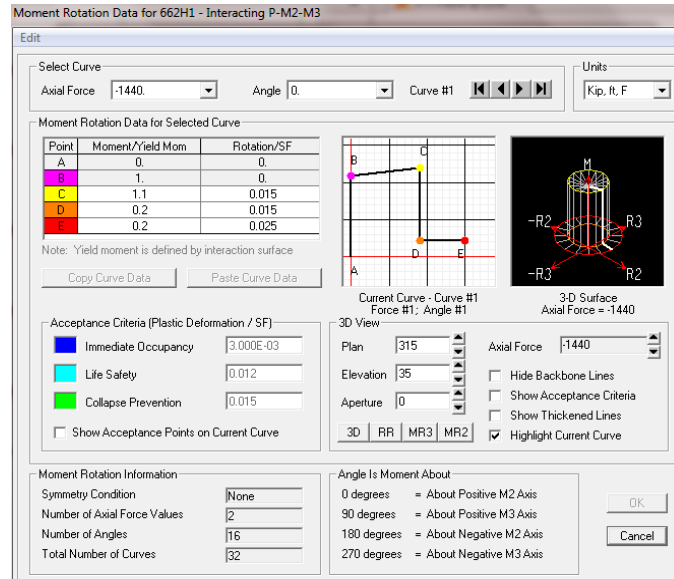 Moment Rotation Data for 662H1 - Interacting P-M2-M3
Edit
Select Curve
Axial Force -1440. Angle 0. Curve #1
Units
Kip, ft, F
Moment Rotation Data for Selected Curve
Point Moment/Yield Mom Rotation/SF
A 0. 0.
B 1. 0.
C 1.1 0.015
D 0.2 0.015
E 0.2 0.025
Note: Yield moment is defined by interaction surface
Copy Curve Data Paste Curve Data
B C
D E
A
Current Curve - Curve #1
Force #1; Angle #1
M
-R2 R3
-R3 R2
3-D Surface
Axial Force = -1440
Acceptance Criteria (Plastic Deformation / SF)
Immediate Occupancy 3.000E-03
Life Safety 0.012
Collapse Prevention 0.015
Show Acceptance Points on Current Curve
3D View
Plan 315
Elevation 35
Aperture 0
3D RR MR3 MR2
Axial Force -1440
Hide Backbone Lines
Show Acceptance Criteria
Show Thickened Lines
Highlight Current Curve
Moment Rotation Information
Symmetry Condition None
Number of Axial Force Values 2
Number of Angles 16
Total Number of Curves 32
Angle Is Moment About
0 degrees = About Positive M2 Axis
90 degrees = About Positive M3 Axis
180 degrees = About Negative M2 Axis
270 degrees = About Negative M3 Axis
OK
Cancel